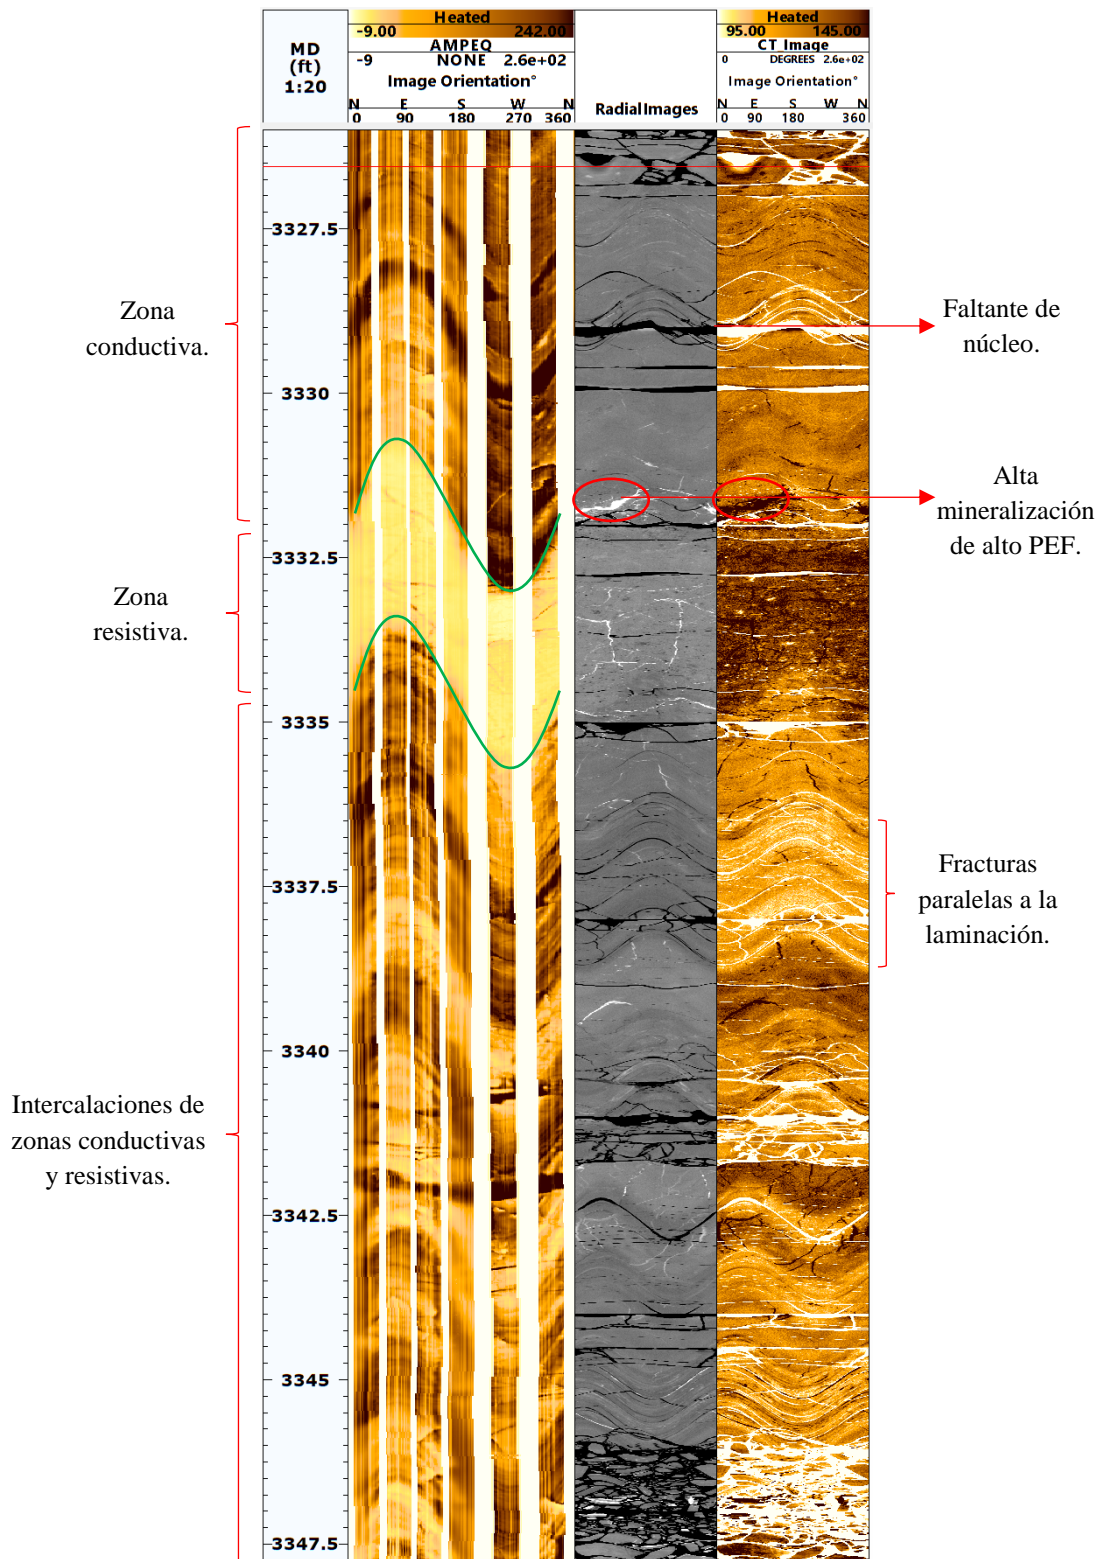 MD
(ft)
1:20
Heated
-9.00 242.00
AMPEQ
-9 NONE 2.6e+02
Image Orientation°
N E S W N
0 90 180 270 360
Radial Images
Heated
95.00 145.00
CT_Image
0 DEGREES 2.6e+02
Image Orientation°
N E S W N
0 90 180 360
3327.5
Zona
conductiva.
Faltante de
núcleo.
3330
Alta
mineralización
de alto PEF.
3332.5
Zona
resistiva.
3335
3337.5
Fracturas
paralelas a la
laminación.
3340
Intercalaciones de
zonas conductivas
y resistivas.
3342.5
3345
3347.5